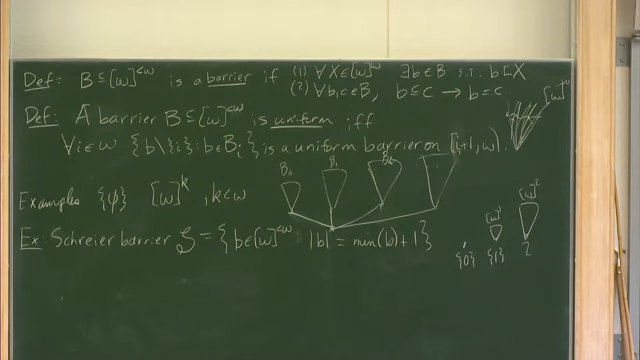 Def: B ⊆ [ω]^{<ω} is a barrier if (1) ∀X∈[ω]^ω ∃b∈B s.t. b⊏X
(2) ∀b,c∈B, b⊆c → b=c.
Def: A barrier B⊆[ω]^{<ω} is uniform iff
∀i∈ω {b\{i}: b∈B_i} is a uniform barrier on [i+1,ω).
[ω]^ω
B_0 B_1 B_2
Examples {φ} [ω]^k, k<ω
Ex: Schreier barrier S = {b∈[ω]^{<ω} : |b| = min(b)+1}
[ω]^1 [ω]^2
{0} {1} 2